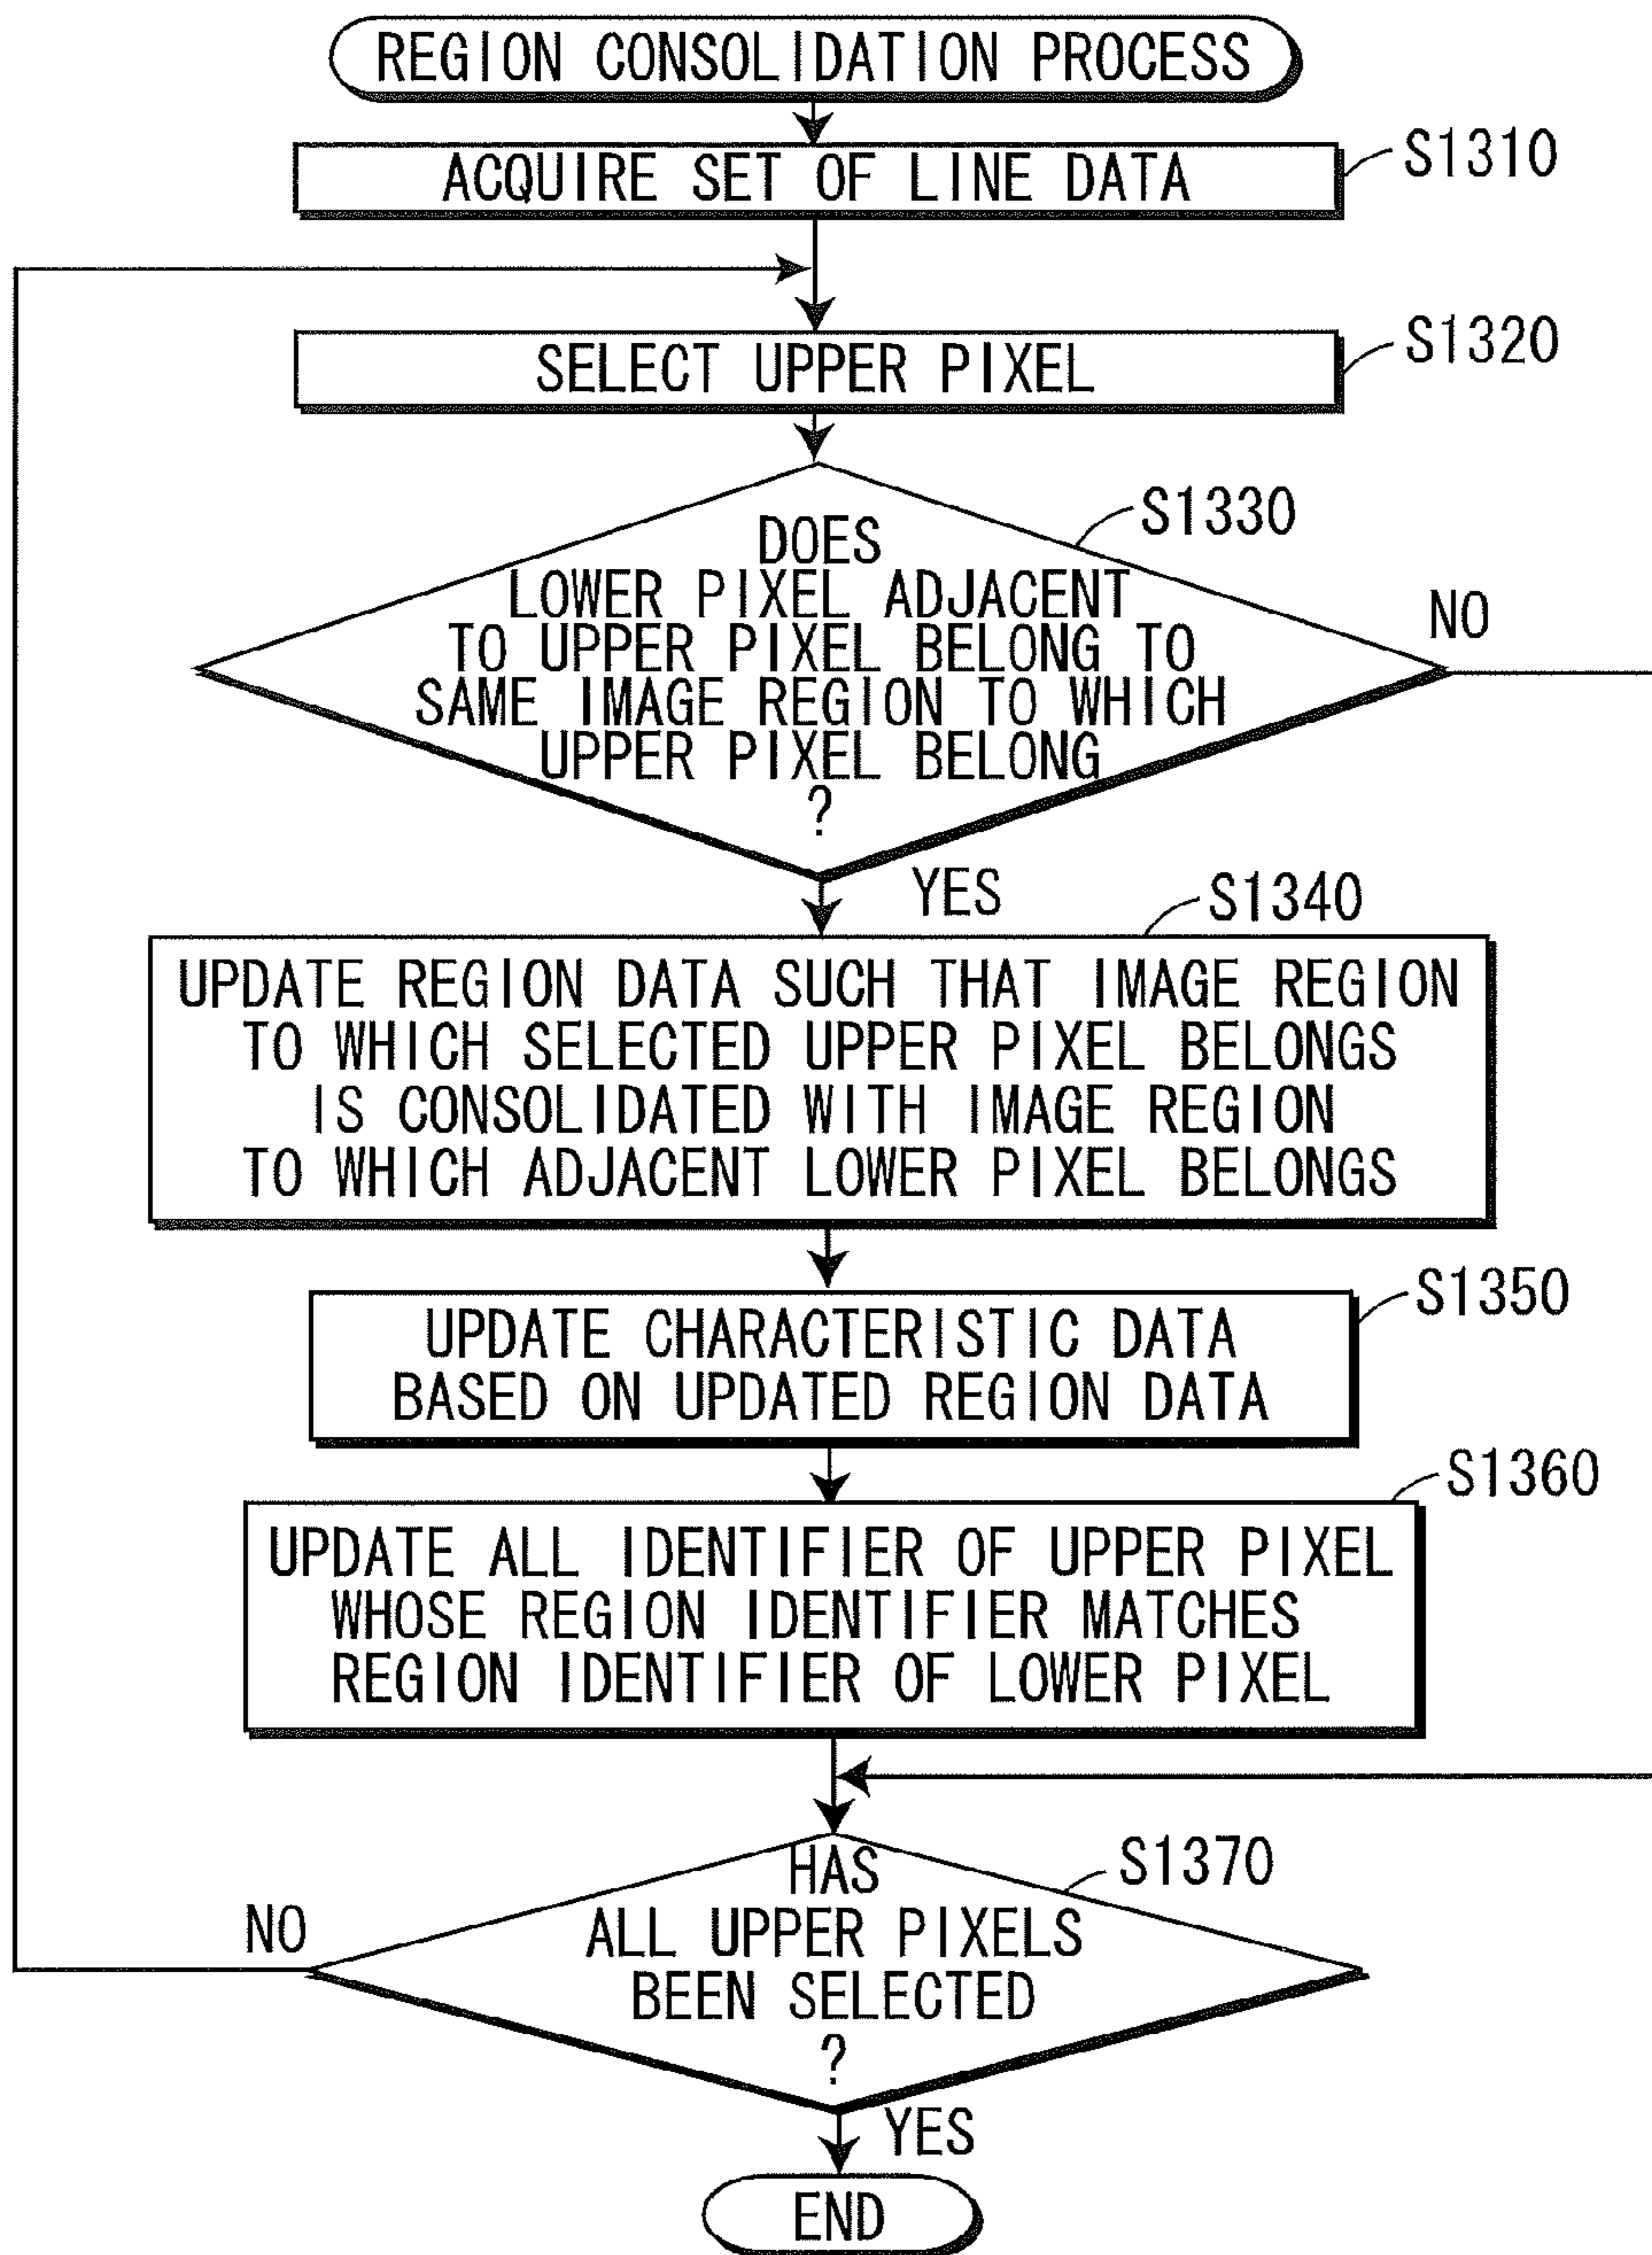 REGION CONSOLIDATION PROCESS
S1310
ACQUIRE SET OF LINE DATA
S1320
SELECT UPPER PIXEL
S1330
DOES
LOWER PIXEL ADJACENT
TO UPPER PIXEL BELONG TO
SAME IMAGE REGION TO WHICH
UPPER PIXEL BELONG
?
NO
YES
S1340
UPDATE REGION DATA SUCH THAT IMAGE REGION
TO WHICH SELECTED UPPER PIXEL BELONGS
IS CONSOLIDATED WITH IMAGE REGION
TO WHICH ADJACENT LOWER PIXEL BELONGS
S1350
UPDATE CHARACTERISTIC DATA
BASED ON UPDATED REGION DATA
S1360
UPDATE ALL IDENTIFIER OF UPPER PIXEL
WHOSE REGION IDENTIFIER MATCHES
REGION IDENTIFIER OF LOWER PIXEL
S1370
HAS
ALL UPPER PIXELS
BEEN SELECTED
?
NO
YES
END